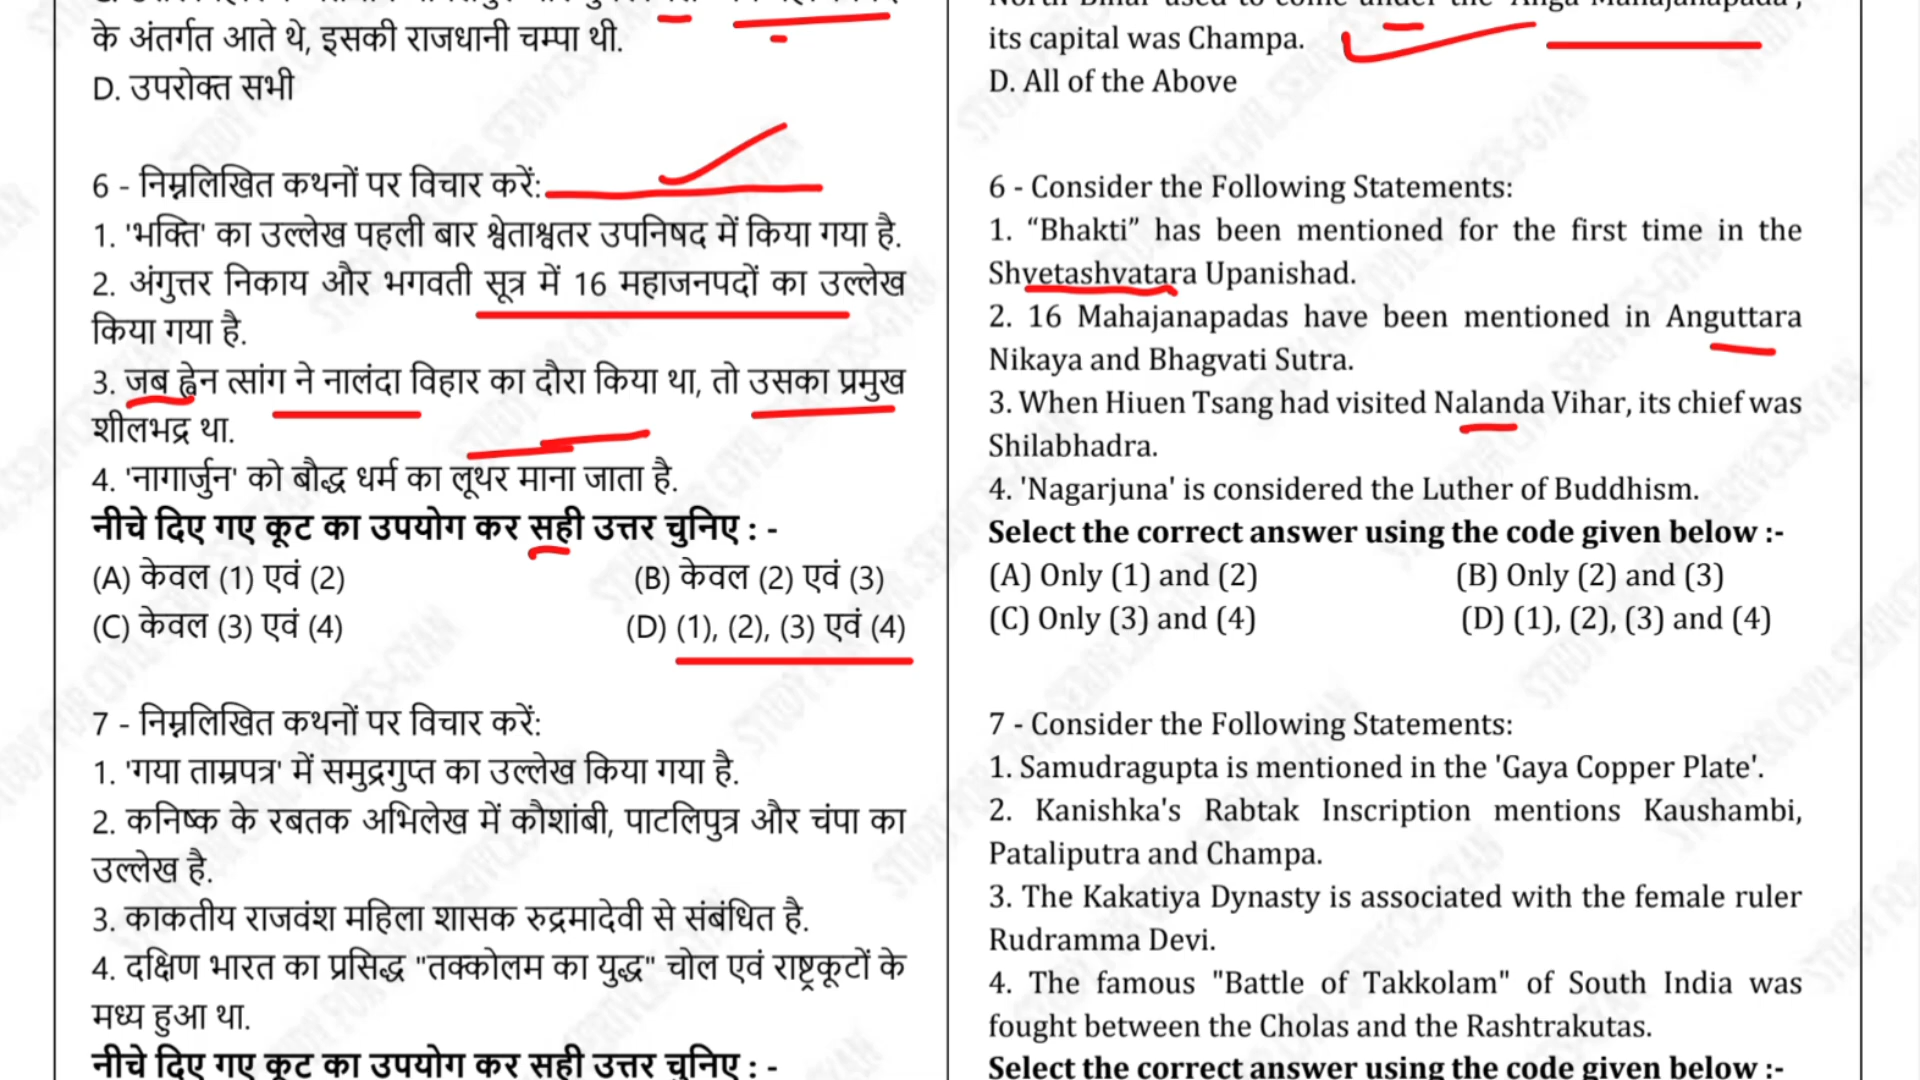 के अंतर्गत आते थे, इसकी राजधानी चम्पा थी.
D. उपरोक्त सभी
6 - निम्नलिखित कथनों पर विचार करें:
1. 'भक्ति' का उल्लेख पहली बार श्वेताश्वतर उपनिषद में किया गया है.
2. अंगुत्तर निकाय और भगवती सूत्र में 16 महाजनपदों का उल्लेख
किया गया है.
3. जब ह्वेन त्सांग ने नालंदा विहार का दौरा किया था, तो उसका प्रमुख
शीलभद्र था.
4. 'नागार्जुन' को बौद्ध धर्म का लूथर माना जाता है.
नीचे दिए गए कूट का उपयोग कर सही उत्तर चुनिए : -
(A) केवल (1) एवं (2) (B) केवल (2) एवं (3)
(C) केवल (3) एवं (4) (D) (1), (2), (3) एवं (4)
7 - निम्नलिखित कथनों पर विचार करें:
1. 'गया ताम्रपत्र' में समुद्रगुप्त का उल्लेख किया गया है.
2. कनिष्क के रबतक अभिलेख में कौशांबी, पाटलिपुत्र और चंपा का
उल्लेख है.
3. काकतीय राजवंश महिला शासक रुद्रमादेवी से संबंधित है.
4. दक्षिण भारत का प्रसिद्ध "तक्कोलम का युद्ध" चोल एवं राष्ट्रकूटों के
मध्य हुआ था.
नीचे दिए गए कूट का उपयोग कर सही उत्तर चुनिए : -
North Bihar used to come under the 'Anga Mahajanapada',
its capital was Champa.
D. All of the Above
6 - Consider the Following Statements:
1. “Bhakti” has been mentioned for the first time in the
Shvetashvatara Upanishad.
2. 16 Mahajanapadas have been mentioned in Anguttara
Nikaya and Bhagvati Sutra.
3. When Hiuen Tsang had visited Nalanda Vihar, its chief was
Shilabhadra.
4. 'Nagarjuna' is considered the Luther of Buddhism.
Select the correct answer using the code given below :-
(A) Only (1) and (2) (B) Only (2) and (3)
(C) Only (3) and (4) (D) (1), (2), (3) and (4)
7 - Consider the Following Statements:
1. Samudragupta is mentioned in the 'Gaya Copper Plate'.
2. Kanishka's Rabtak Inscription mentions Kaushambi,
Pataliputra and Champa.
3. The Kakatiya Dynasty is associated with the female ruler
Rudramma Devi.
4. The famous "Battle of Takkolam" of South India was
fought between the Cholas and the Rashtrakutas.
Select the correct answer using the code given below :-